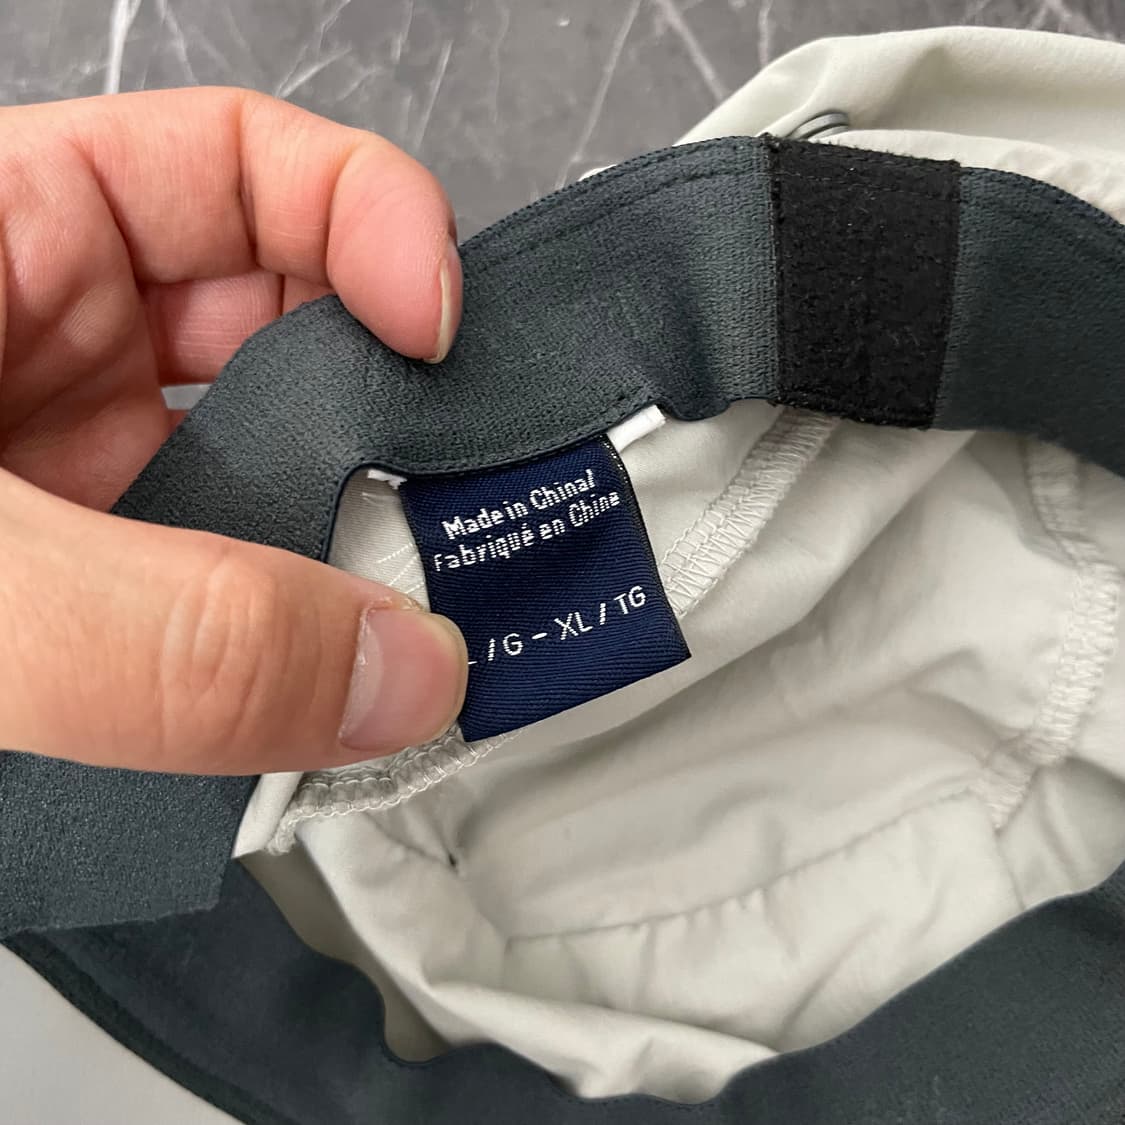 Made in China/
Fabriqué en Chine
L / G - XL / TG